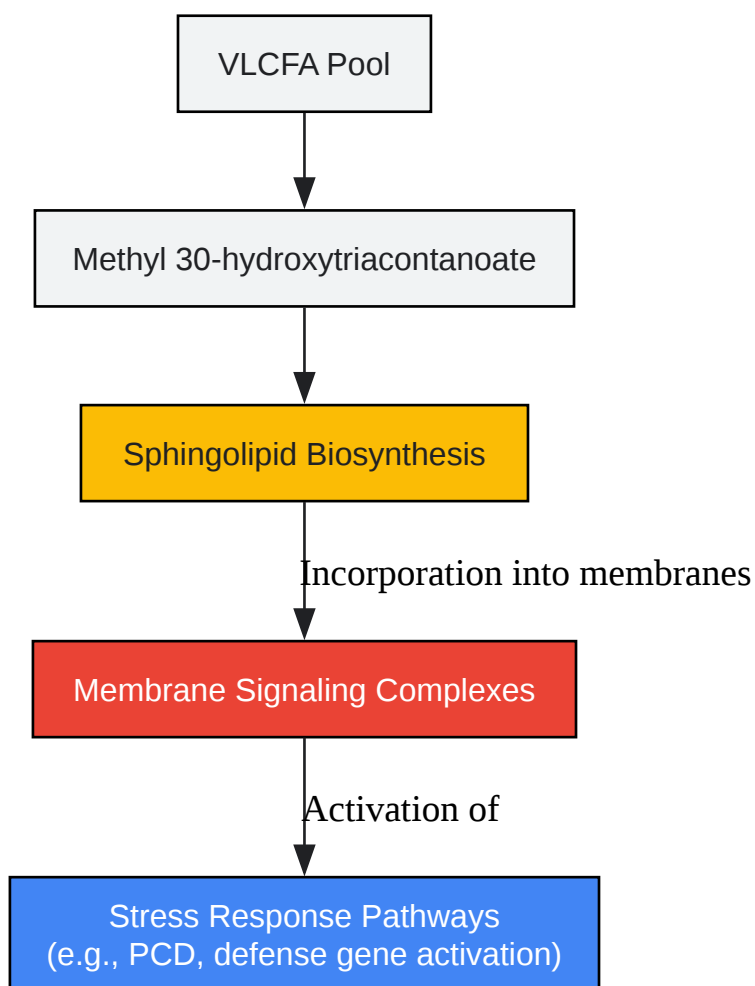 VLCFA Pool
Methyl 30-hydroxytriacontanoate
Sphingolipid Biosynthesis
Incorporation into membranes
Membrane Signaling Complexes
Activation of
Stress Response Pathways
(e.g., PCD, defense gene activation)